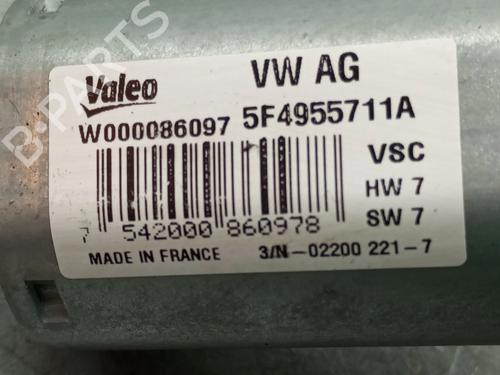 B-PARTS
Valeo VW AG
W000086097 5F4955711A
VSC
HW 7
SW 7
542000 860978
MADE IN FRANCE 3/N-02200 221-7